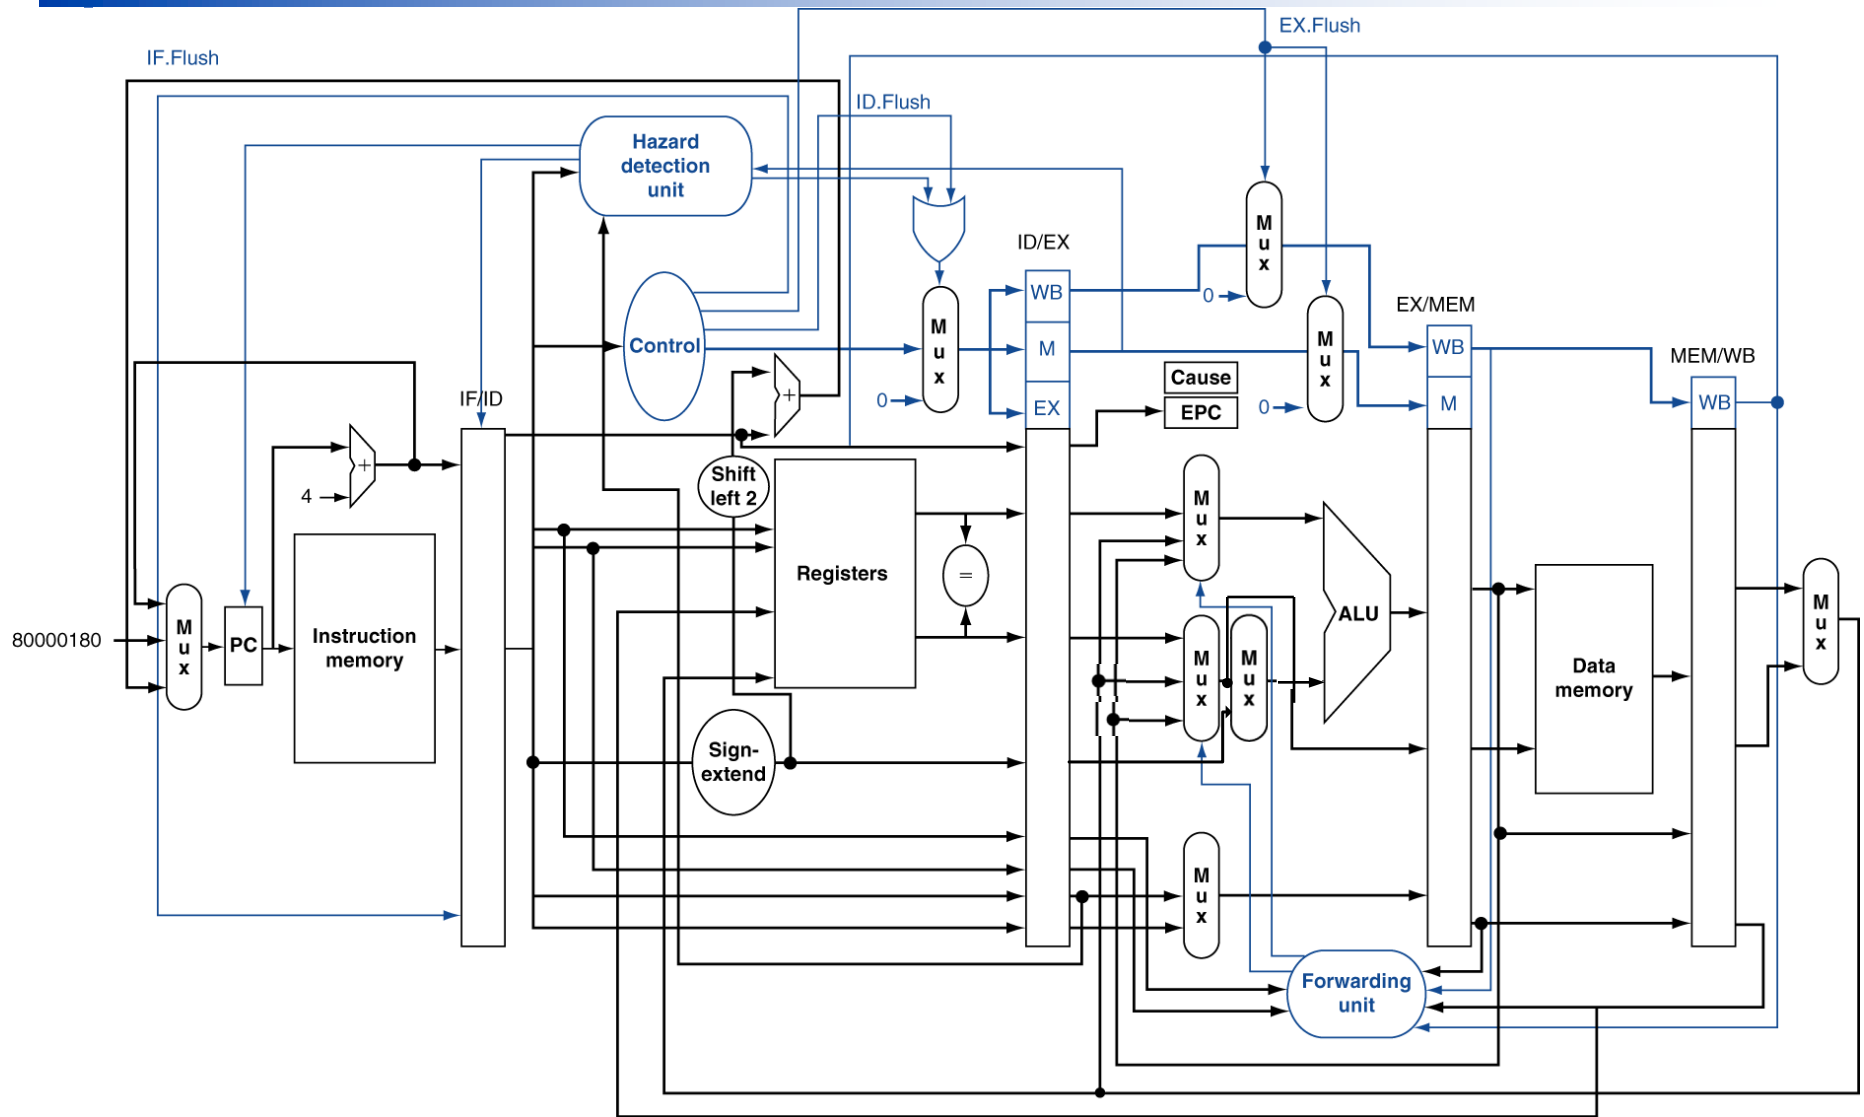 EX.Flush
IF.Flush
ID.Flush
Hazard
detection
unit
M
u
x
ID/EX
WB
0
EX/MEM
Control
M
u
x
M
M
u
x
WB
MEM/WB
Cause
0
EX
EPC
0
M
WB
IF/ID
+
+
4
Shift
left 2
M
u
x
Registers
=
80000180
M
u
x
PC
Instruction
memory
M
u
x
M
u
x
ALU
Data
memory
M
u
x
Sign-
extend
M
u
x
Forwarding
unit